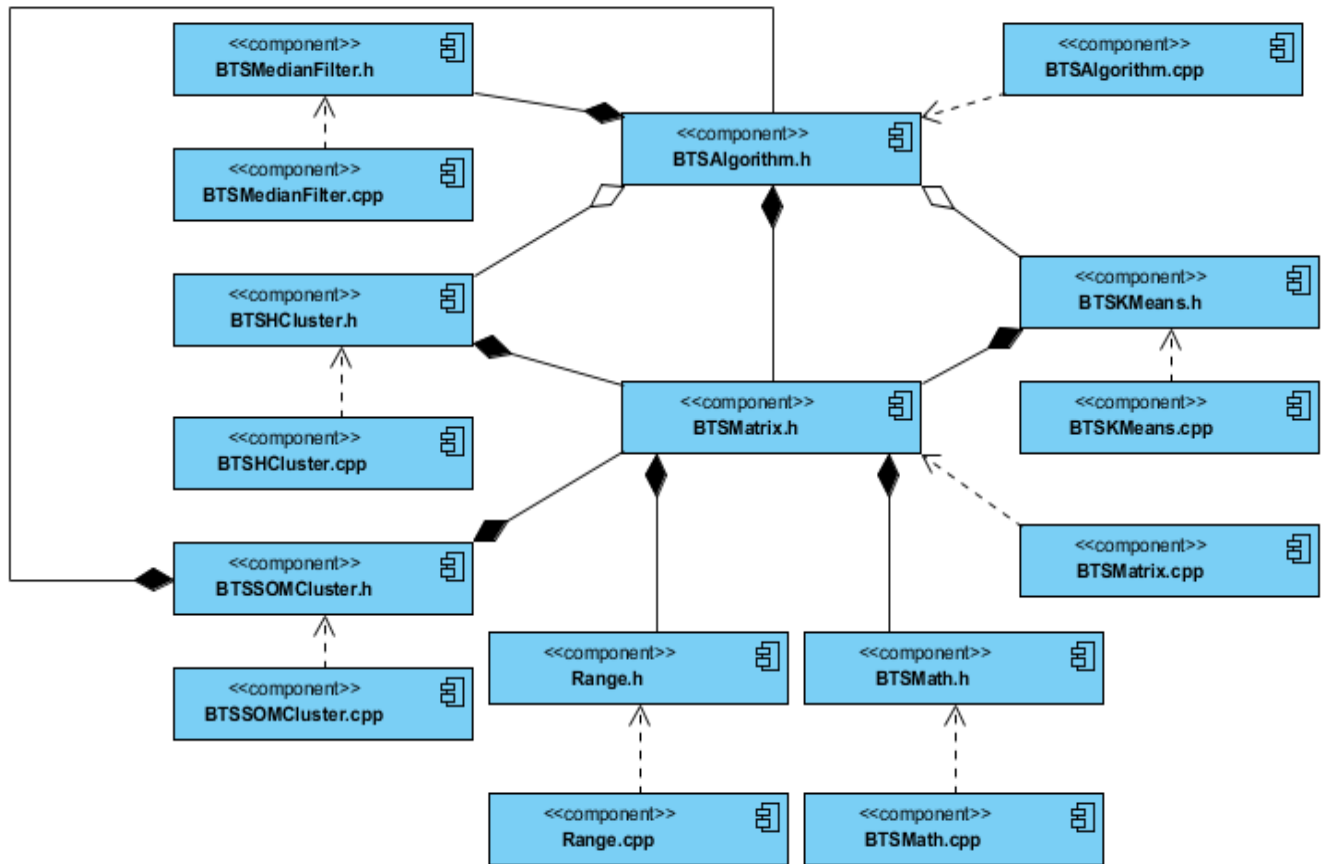 <<component>>
BTSMedianFilter.h
<<component>>
BTSAlgorithm.cpp
<<component>>
BTSAlgorithm.h
<<component>>
BTSMedianFilter.cpp
<<component>>
BTSHCluster.h
<<component>>
BTSKMeans.h
<<component>>
BTSMatrix.h
<<component>>
BTSKMeans.cpp
<<component>>
BTSHCluster.cpp
<<component>>
BTSMatrix.cpp
<<component>>
BTSSOMCluster.h
<<component>>
Range.h
<<component>>
BTSMath.h
<<component>>
BTSSOMCluster.cpp
<<component>>
Range.cpp
<<component>>
BTSMath.cpp